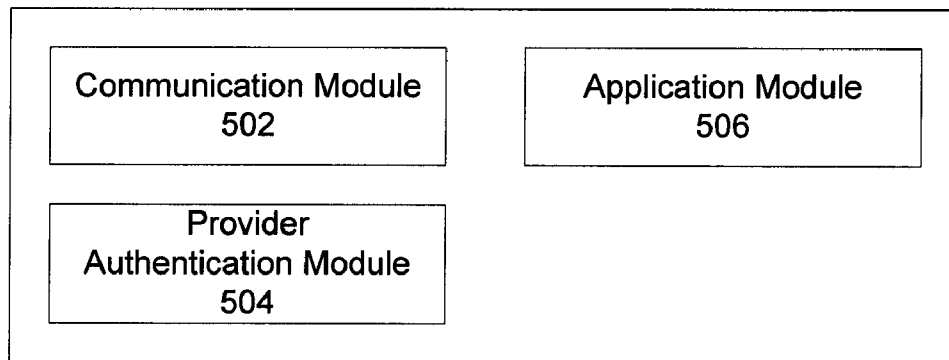 Communication Module
502
Application Module
506
Provider
Authentication Module
504